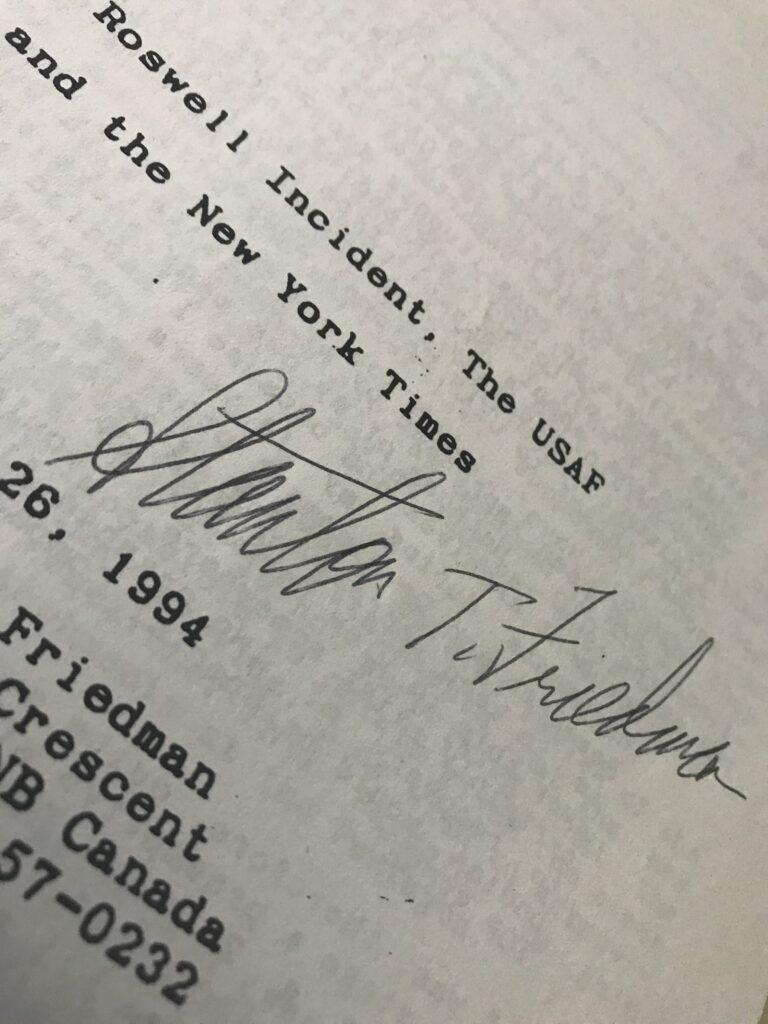 Roswell Incident, The USAF
and the New York Times
Stanton T. Friedman
26, 1994
Friedman
Crescent
NB Canada
57-0232